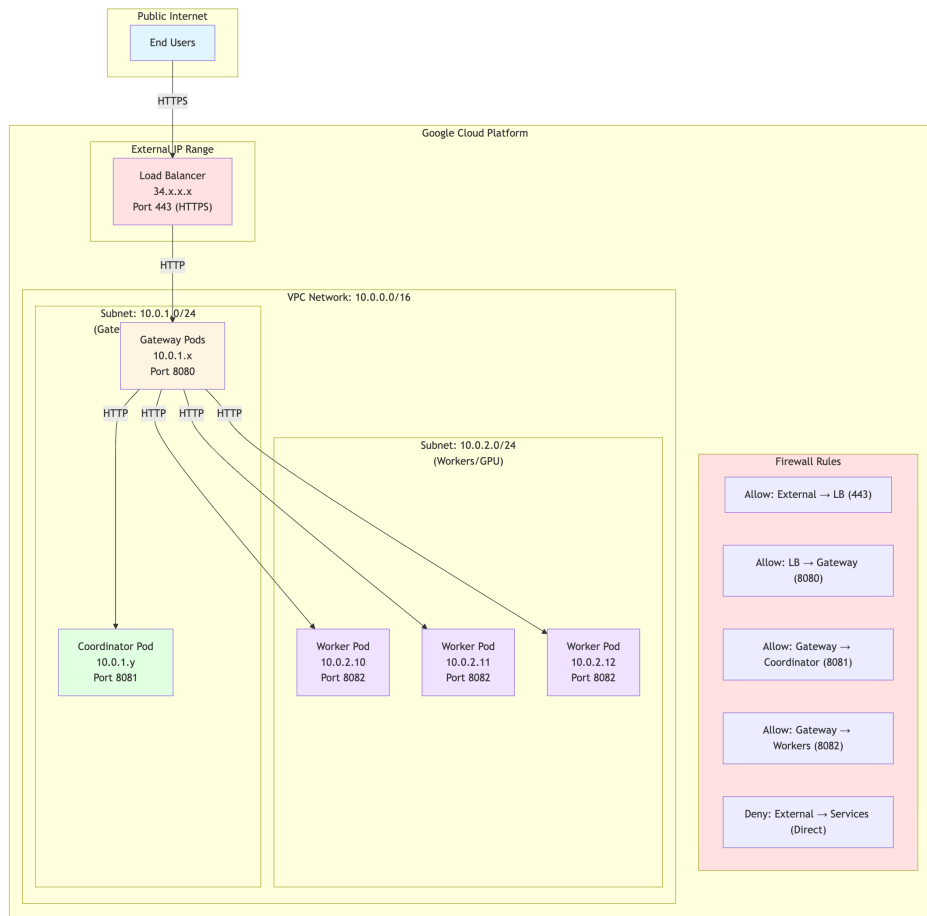 Public Internet
End Users
HTTPS
Google Cloud Platform
External IP Range
Load Balancer
34.x.x.x
Port 443 (HTTPS)
HTTP
VPC Network: 10.0.0.0/16
Subnet: 10.0.1.0/24
(Gate
Gateway Pods
10.0.1.x
Port 8080
HTTP
HTTP
HTTP
HTTP
Subnet: 10.0.2.0/24
(Workers/GPU)
Coordinator Pod
10.0.1.y
Port 8081
Worker Pod
10.0.2.10
Port 8082
Worker Pod
10.0.2.11
Port 8082
Worker Pod
10.0.2.12
Port 8082
Firewall Rules
Allow: External → LB (443)
Allow: LB → Gateway
(8080)
Allow: Gateway →
Coordinator (8081)
Allow: Gateway →
Workers (8082)
Deny: External → Services
(Direct)